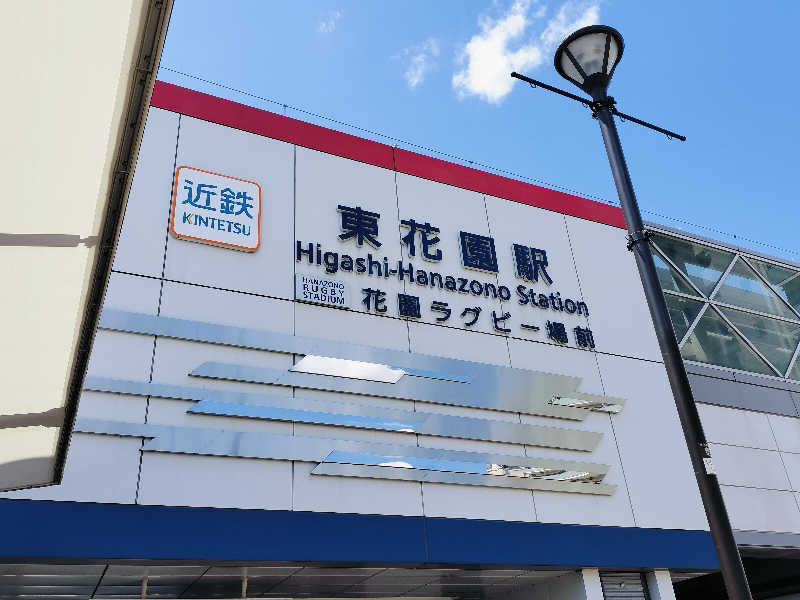 近鉄
KINTETSU
東花園駅
Higashi-Hanazono Station
HANAZONO
RUGBY
STADIUM
花園ラグビー場前